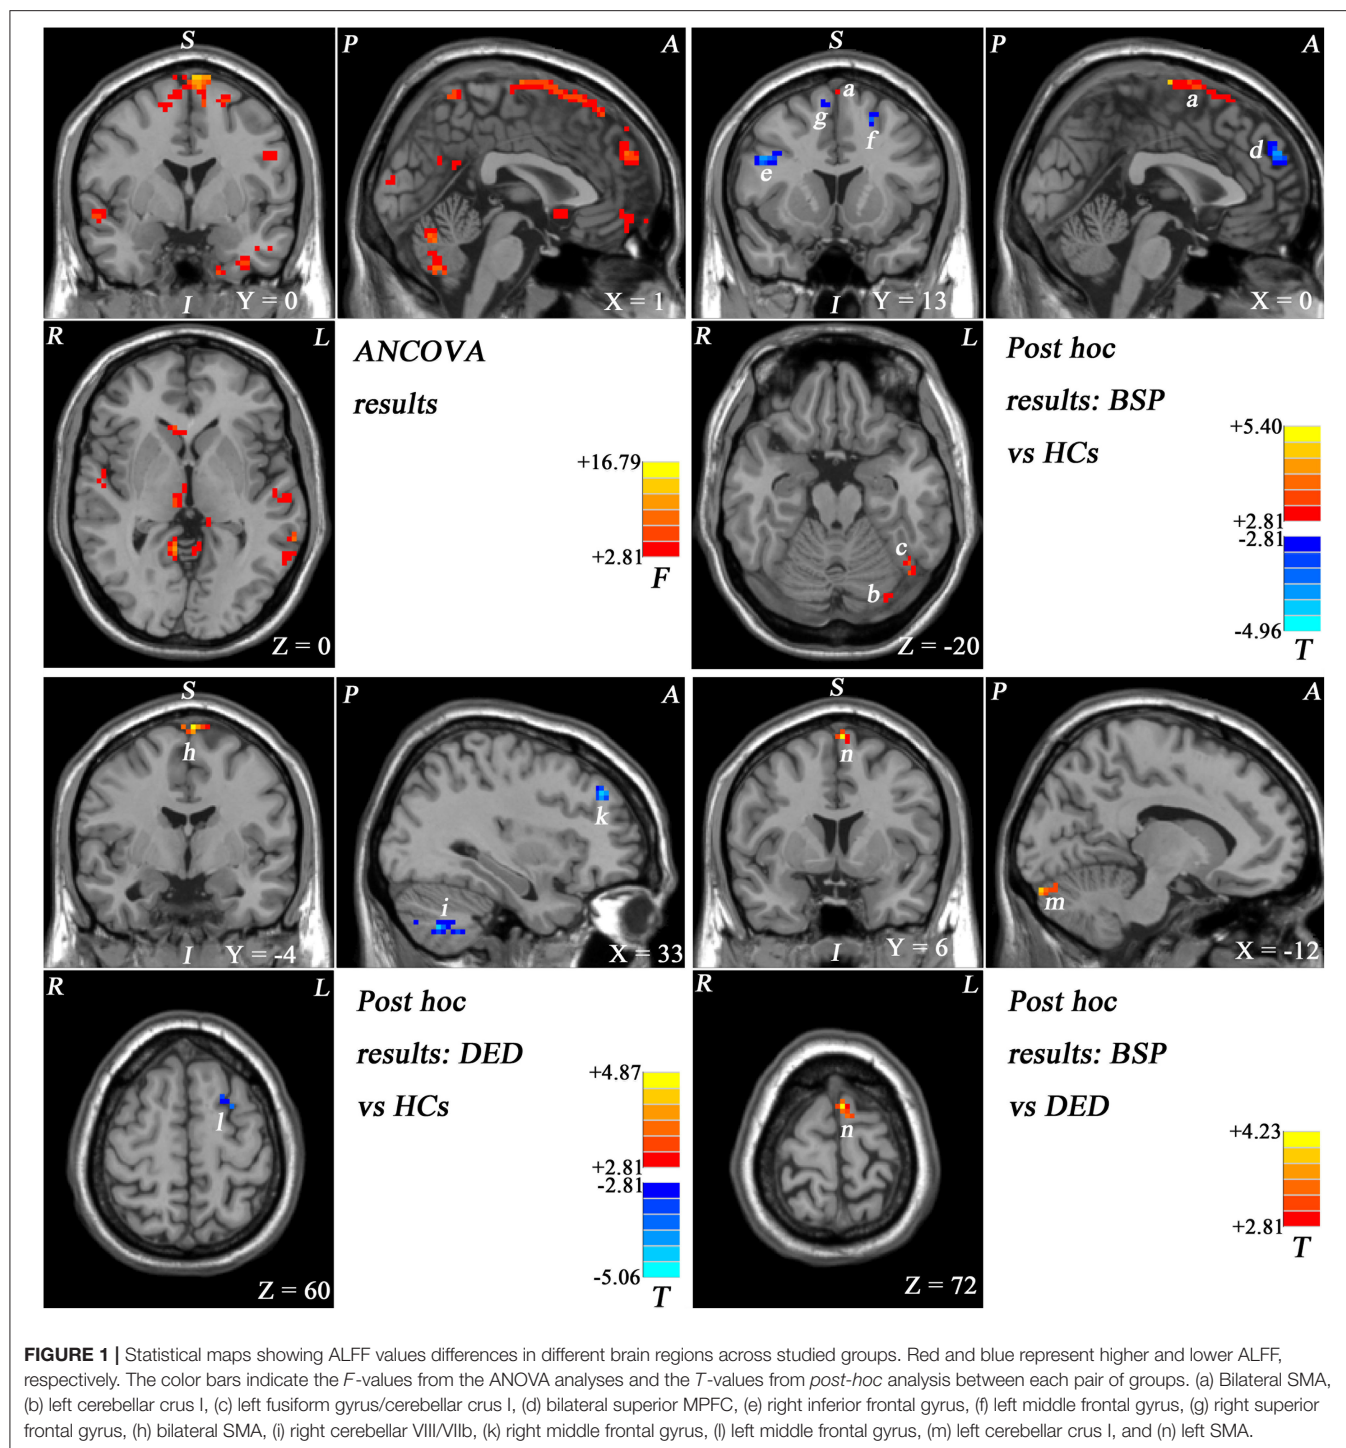 S
P
A
S
P
A
a
g
f
e
a
d
I
Y = 0
X = 1
I
Y = 13
X = 0
R
L
ANCOVA
results
+16.79
+2.81
F
Z = 0
R
L
c
b
Z = -20
Post hoc
results: BSP
vs HCs
+5.40
+2.81
-2.81
-4.96
T
S
P
A
S
P
A
h
k
i
n
m
I
Y = -4
X = 33
I
Y = 6
X = -12
R
L
l
Z = 60
Post hoc
results: DED
vs HCs
+4.87
+2.81
-2.81
-5.06
T
R
L
n
Z = 72
Post hoc
results: BSP
vs DED
+4.23
+2.81
T
FIGURE 1 | Statistical maps showing ALFF values differences in different brain regions across studied groups. Red and blue represent higher and lower ALFF,
respectively. The color bars indicate the F-values from the ANOVA analyses and the T-values from post-hoc analysis between each pair of groups. (a) Bilateral SMA,
(b) left cerebellar crus I, (c) left fusiform gyrus/cerebellar crus I, (d) bilateral superior MPFC, (e) right inferior frontal gyrus, (f) left middle frontal gyrus, (g) right superior
frontal gyrus, (h) bilateral SMA, (i) right cerebellar VIII/VIIb, (k) right middle frontal gyrus, (l) left middle frontal gyrus, (m) left cerebellar crus I, and (n) left SMA.